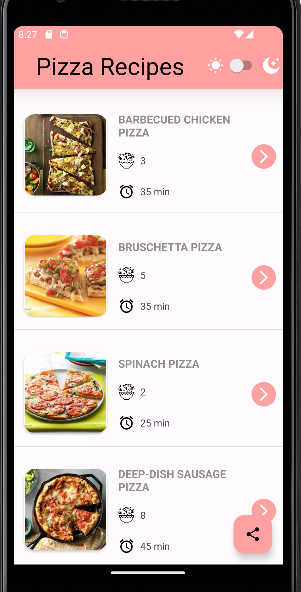 8:27
Pizza Recipes
BARBECUED CHICKEN
PIZZA
3
35 min
BRUSCHETTA PIZZA
5
35 min
SPINACH PIZZA
2
25 min
DEEP-DISH SAUSAGE
PIZZA
8
45 min